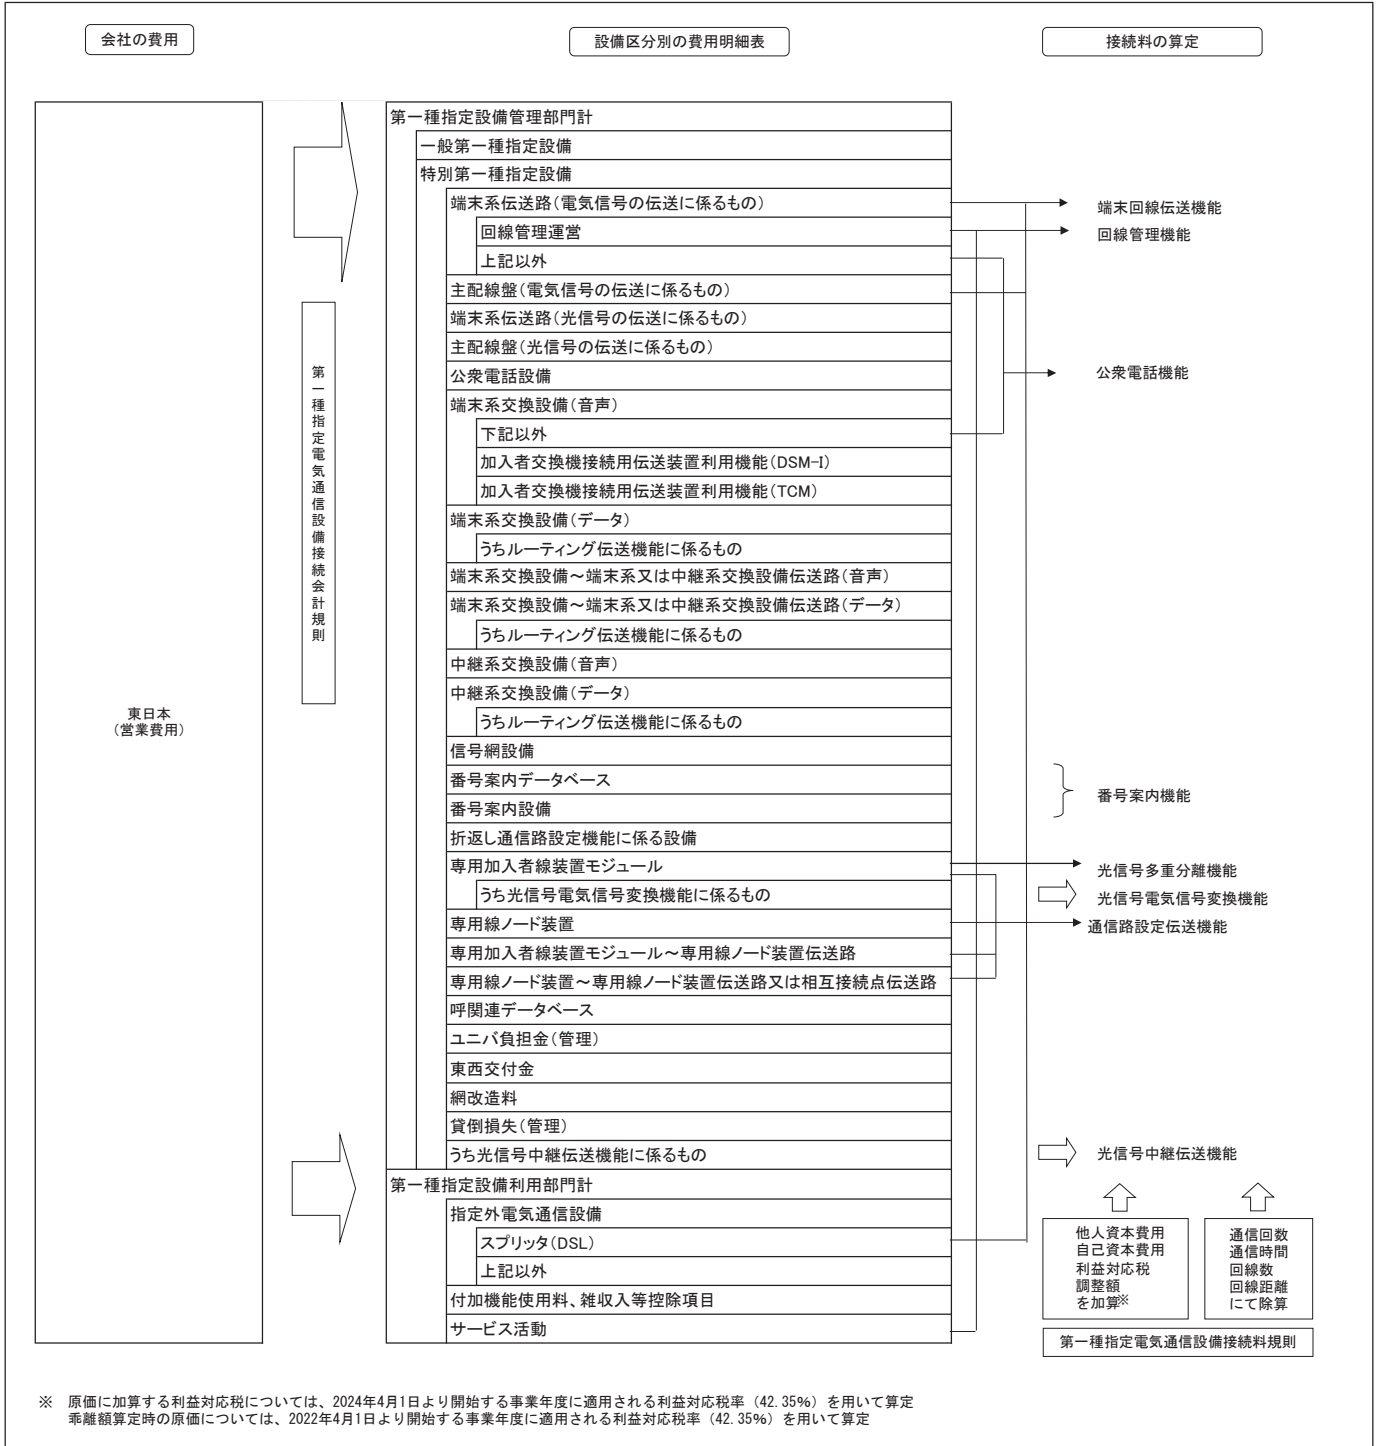 会社の費用
設備区分別の費用明細表
接続料の算定
東日本
(営業費用)
第一種指定電気通信設備接続会計規則
第一種指定設備管理部門計
一般第一種指定設備
特別第一種指定設備
端末系伝送路(電気信号の伝送に係るもの)
回線管理運営
上記以外
主配線盤(電気信号の伝送に係るもの)
端末系伝送路(光信号の伝送に係るもの)
主配線盤(光信号の伝送に係るもの)
公衆電話設備
端末系交換設備(音声)
下記以外
加入者交換機接続用伝送装置利用機能(DSM-I)
加入者交換機接続用伝送装置利用機能(TCM)
端末系交換設備(データ)
うちルーティング伝送機能に係るもの
端末系交換設備~端末系又は中継系交換設備伝送路(音声)
端末系交換設備~端末系又は中継系交換設備伝送路(データ)
うちルーティング伝送機能に係るもの
中継系交換設備(音声)
中継系交換設備(データ)
うちルーティング伝送機能に係るもの
信号網設備
番号案内データベース
番号案内設備
折返し通信路設定機能に係る設備
専用加入者線装置モジュール
うち光信号電気信号変換機能に係るもの
専用線ノード装置
専用加入者線装置モジュール~専用線ノード装置伝送路
専用線ノード装置~専用線ノード装置伝送路又は相互接続点伝送路
呼関連データベース
ユニバ負担金(管理)
東西交付金
網改造料
貸倒損失(管理)
うち光信号中継伝送機能に係るもの
第一種指定設備利用部門計
指定外電気通信設備
スプリッタ(DSL)
上記以外
付加機能使用料、雑収入等控除項目
サービス活動
端末回線伝送機能
回線管理機能
公衆電話機能
番号案内機能
光信号多重分離機能
光信号電気信号変換機能
通信路設定伝送機能
光信号中継伝送機能
他人資本費用
自己資本費用
利益対応税
調整額
を加算※
通信回数
通信時間
回線数
回線距離
にて除算
第一種指定電気通信設備接続料規則
※ 原価に加算する利益対応税については、2024年4月1日より開始する事業年度に適用される利益対応税率(42.35%)を用いて算定
乖離額算定時の原価については、2022年4月1日より開始する事業年度に適用される利益対応税率(42.35%)を用いて算定